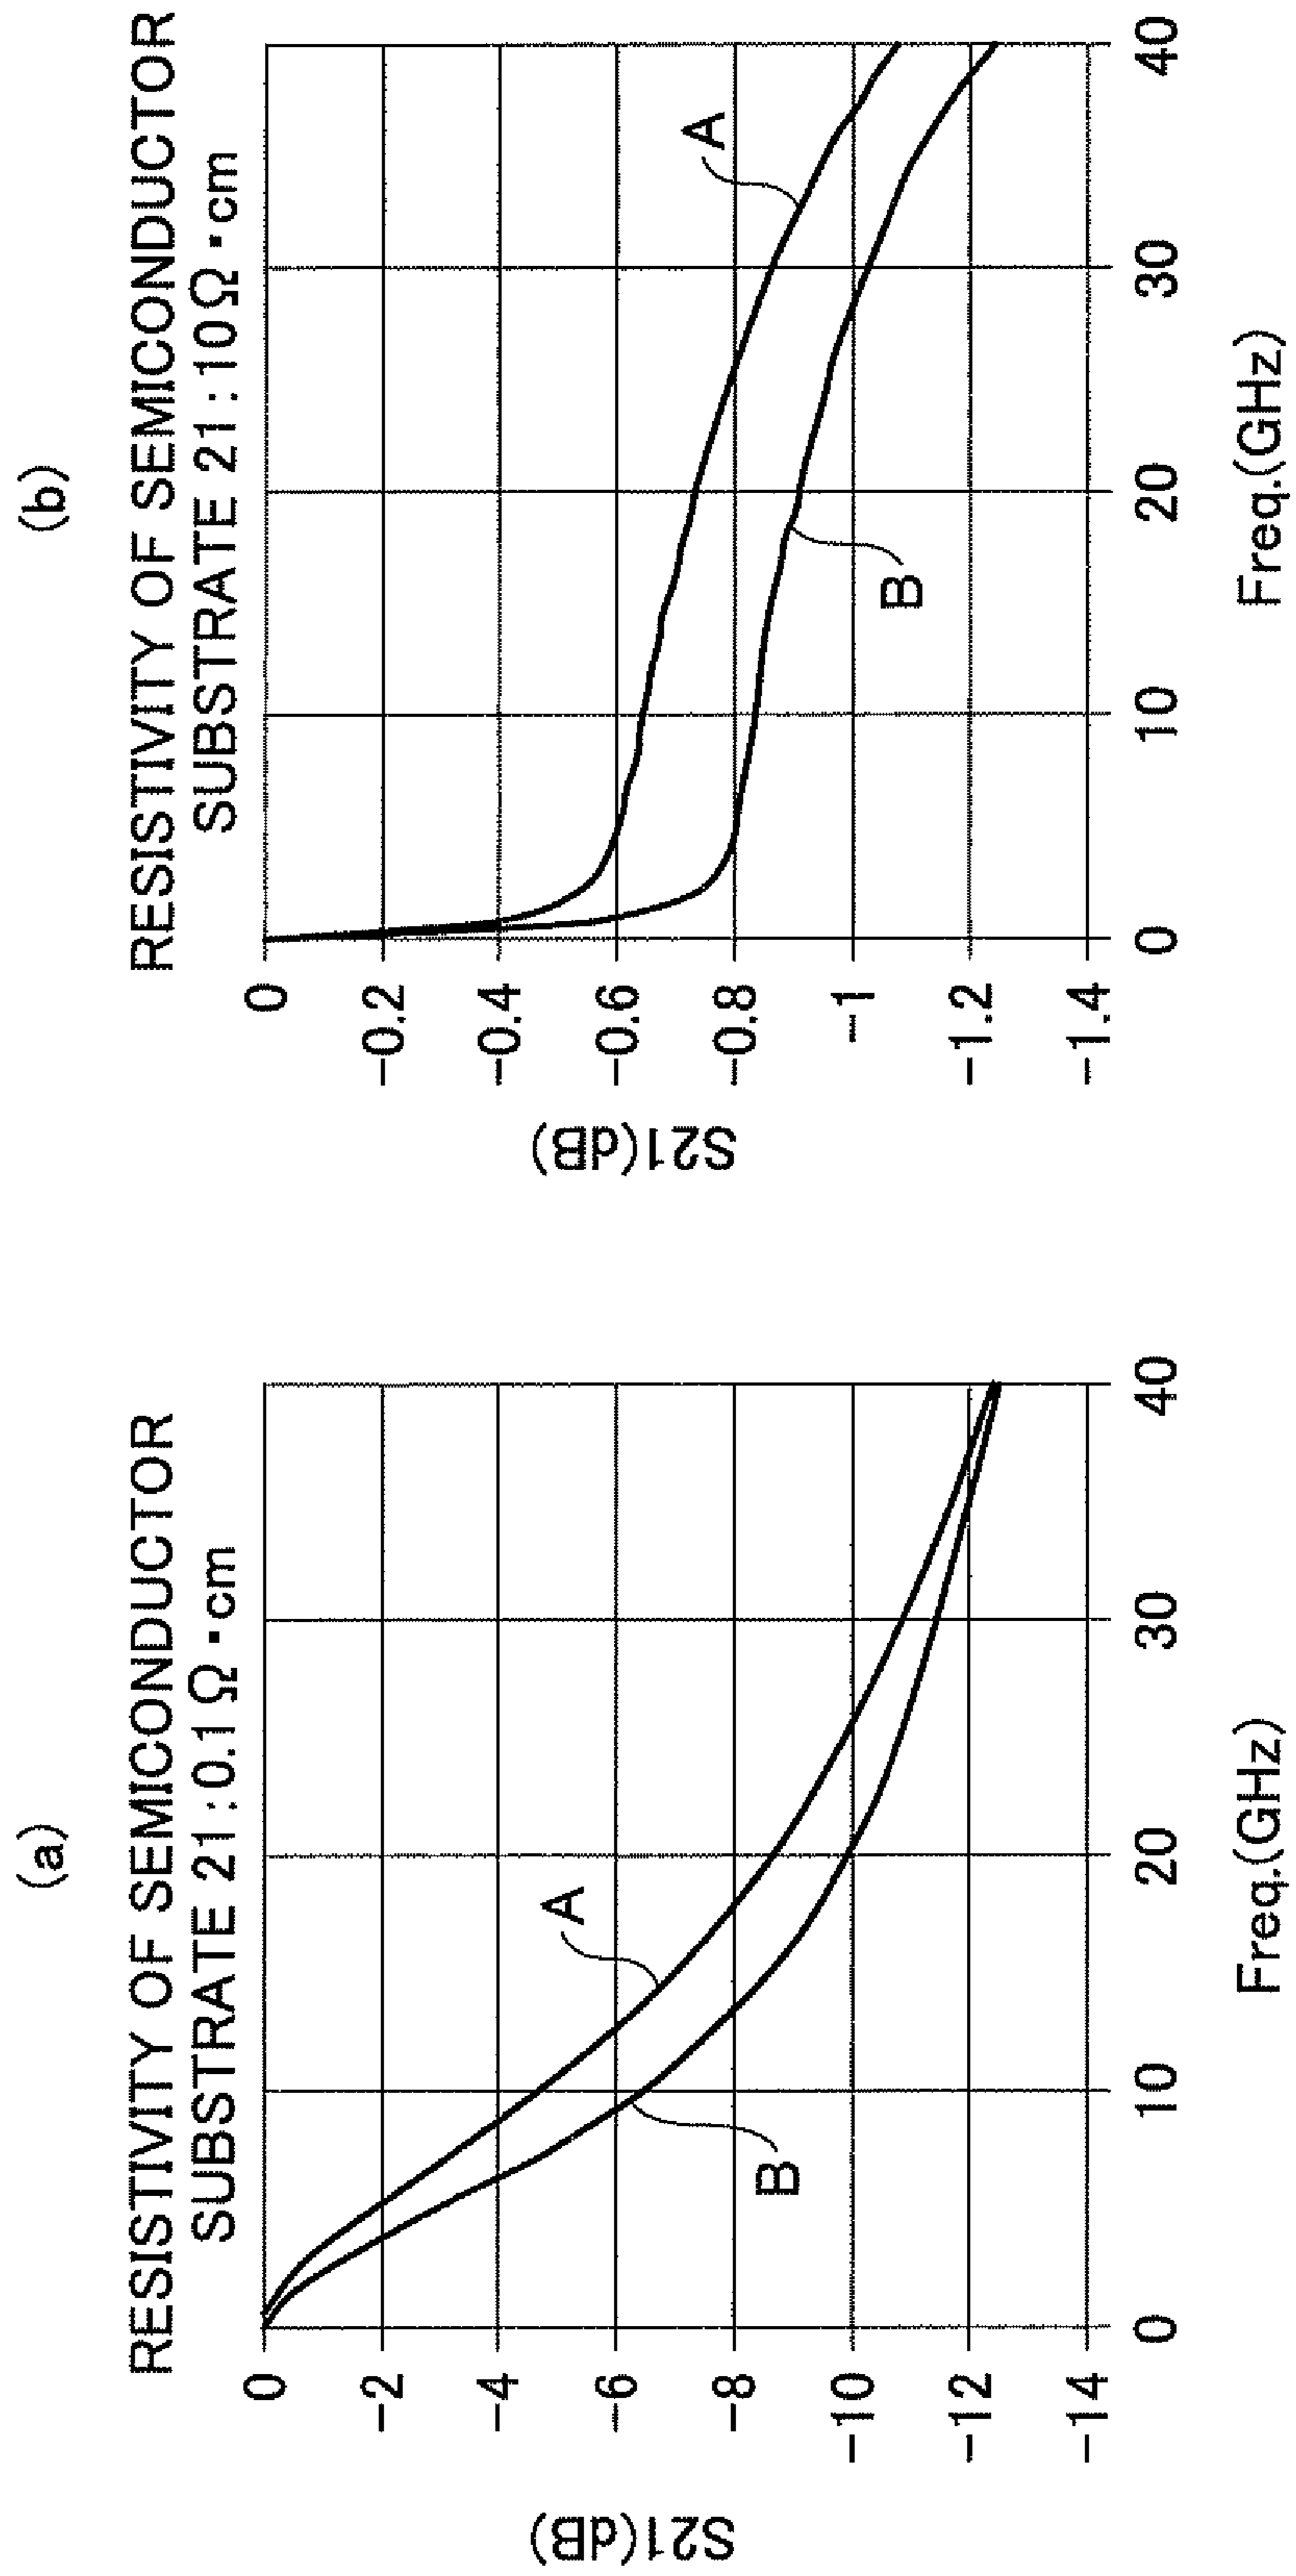 (a)
RESISTIVITY OF SEMICONDUCTOR
SUBSTRATE 21 : 0.1 Ω・cm
0
-2
-4
-6
-8
-10
-12
-14
S21(dB)
A
B
0 10 20 30 40
Freq.(GHz)
(b)
RESISTIVITY OF SEMICONDUCTOR
SUBSTRATE 21 : 10 Ω・cm
0
-0.2
-0.4
-0.6
-0.8
-1
-1.2
-1.4
S21(dB)
A
B
0 10 20 30 40
Freq.(GHz)